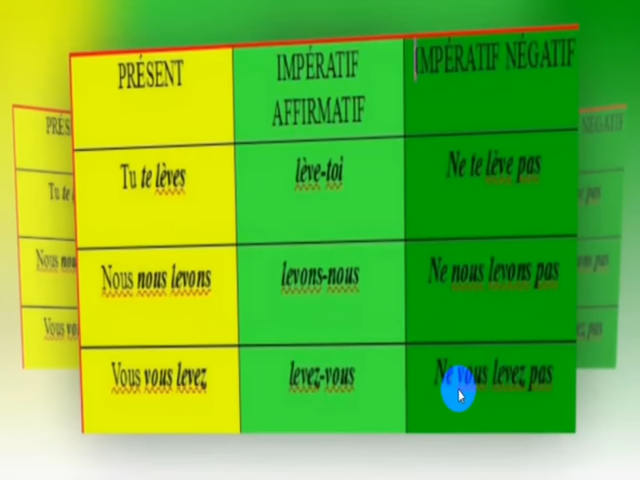 PRÉSENT
IMPÉRATIF
AFFIRMATIF
IMPÉRATIF NÉGATIF
Tu te lèves
lève-toi
Ne te lève pas
Nous nous levons
levons-nous
Ne nous levons pas
Vous vous levez
levez-vous
Ne vous levez pas